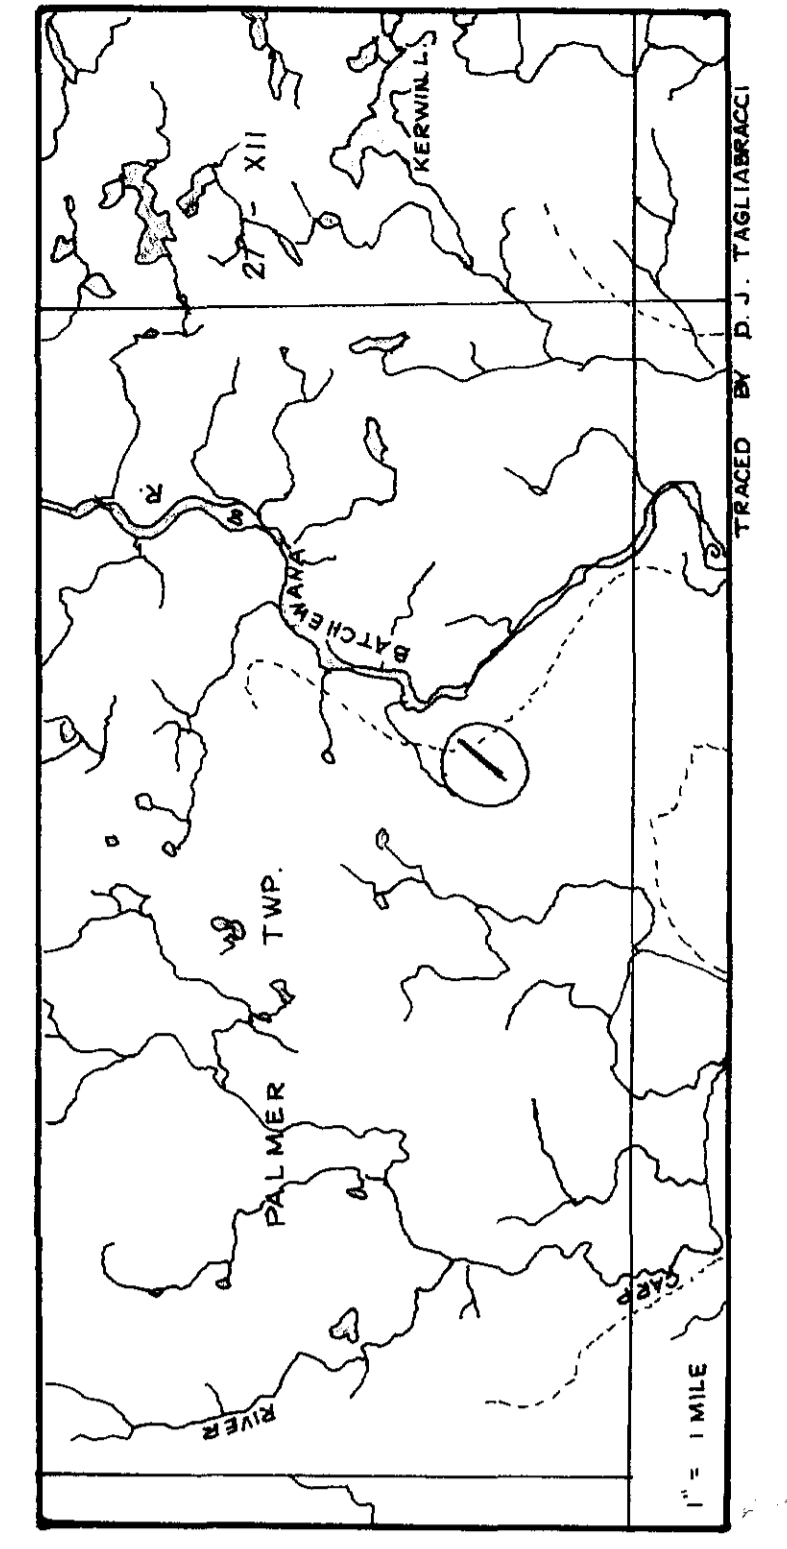 KERWIN L.
27 - XII
R.
BATCHEWANA
PALMER TWP.
CARP
RIVER
1" = 1 MILE
TRACED BY D. J. TAGLIABRACCI